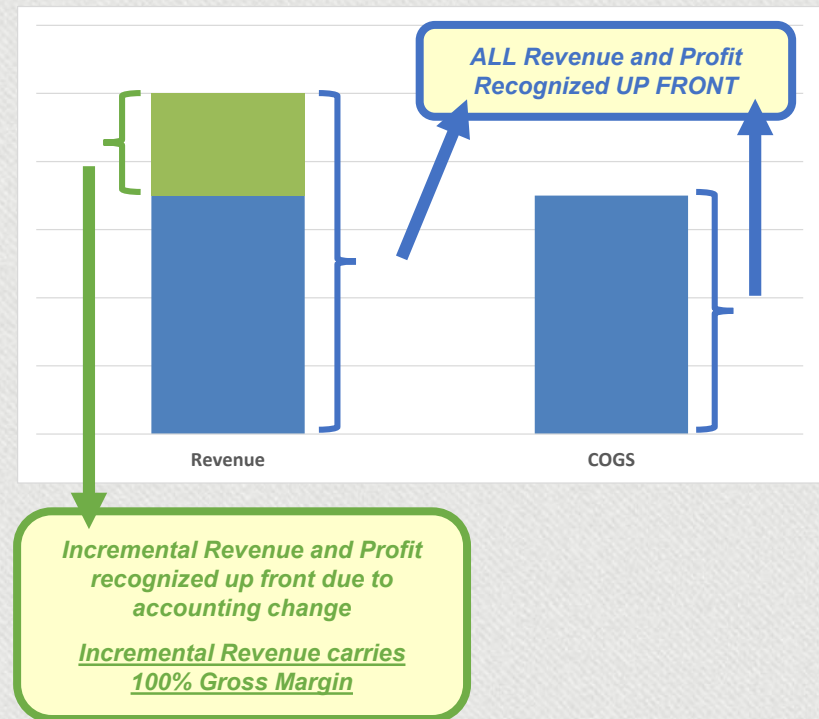 ALL Revenue and Profit
Recognized UP FRONT
Revenue
COGS
Incremental Revenue and Profit
recognized up front due to
accounting change
Incremental Revenue carries
100% Gross Margin